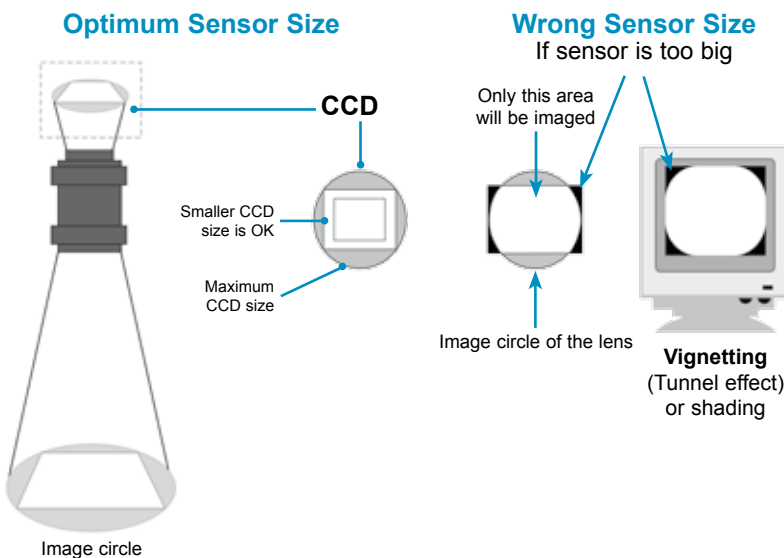 Optimum Sensor Size
CCD
Smaller CCD
size is OK
Maximum
CCD size
Image circle
Wrong Sensor Size
If sensor is too big
Only this area
will be imaged
Image circle of the lens
Vignetting
(Tunnel effect)
or shading